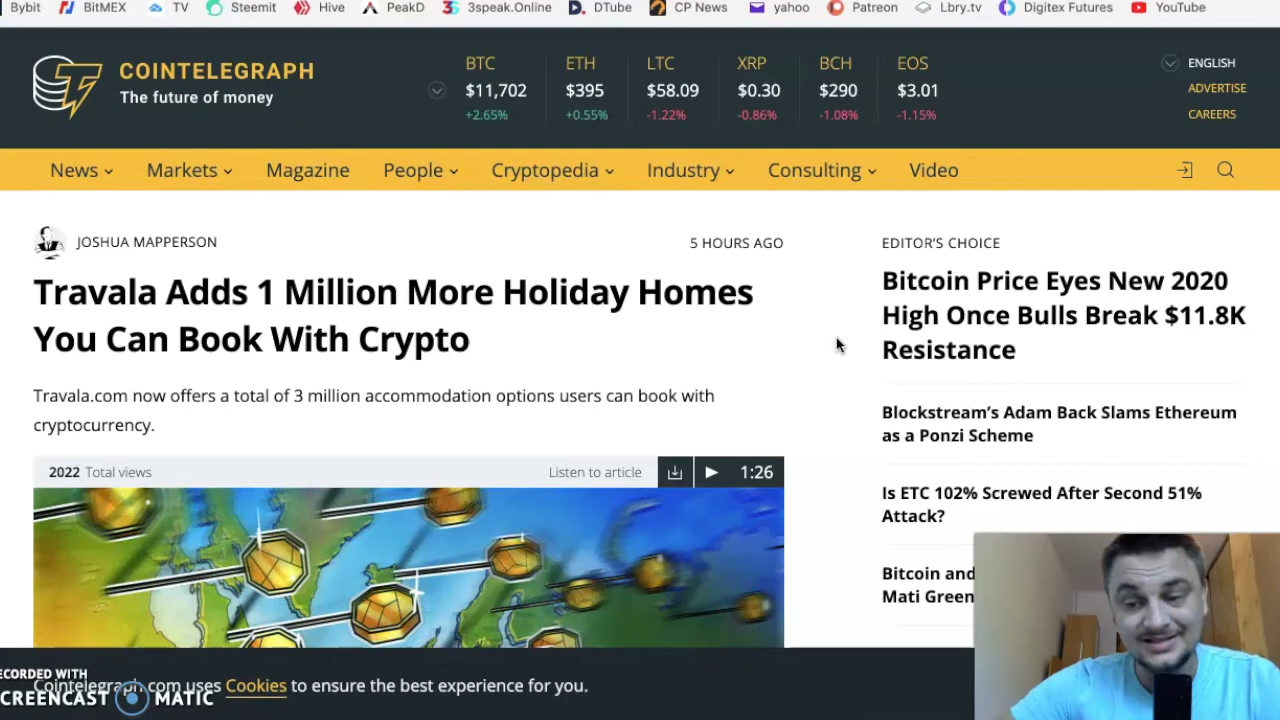 Bybit BitMEX TV Steemit Hive PeakD 3speak.Online DTube CP News yahoo Patreon Lbry.tv Digitex Futures YouTube
COINTELEGRAPH
The future of money
BTC ETH LTC XRP BCH EOS
$11,702 $395 $58.09 $0.30 $290 $3.01
+2.65% +0.55% -1.22% -0.86% -1.08% -1.15%
ENGLISH
ADVERTISE
CAREERS
News Markets Magazine People Cryptopedia Industry Consulting Video
JOSHUA MAPPERSON
5 HOURS AGO
Travala Adds 1 Million More Holiday Homes
You Can Book With Crypto
Travala.com now offers a total of 3 million accommodation options users can book with
cryptocurrency.
2022 Total views
Listen to article
1:26
EDITOR'S CHOICE
Bitcoin Price Eyes New 2020
High Once Bulls Break $11.8K
Resistance
Blockstream's Adam Back Slams Ethereum
as a Ponzi Scheme
Is ETC 102% Screwed After Second 51%
Attack?
Bitcoin and
Mati Green
Cointelegraph.com uses Cookies to ensure the best experience for you.
ECORDED WITH
CREENCAST MATIC